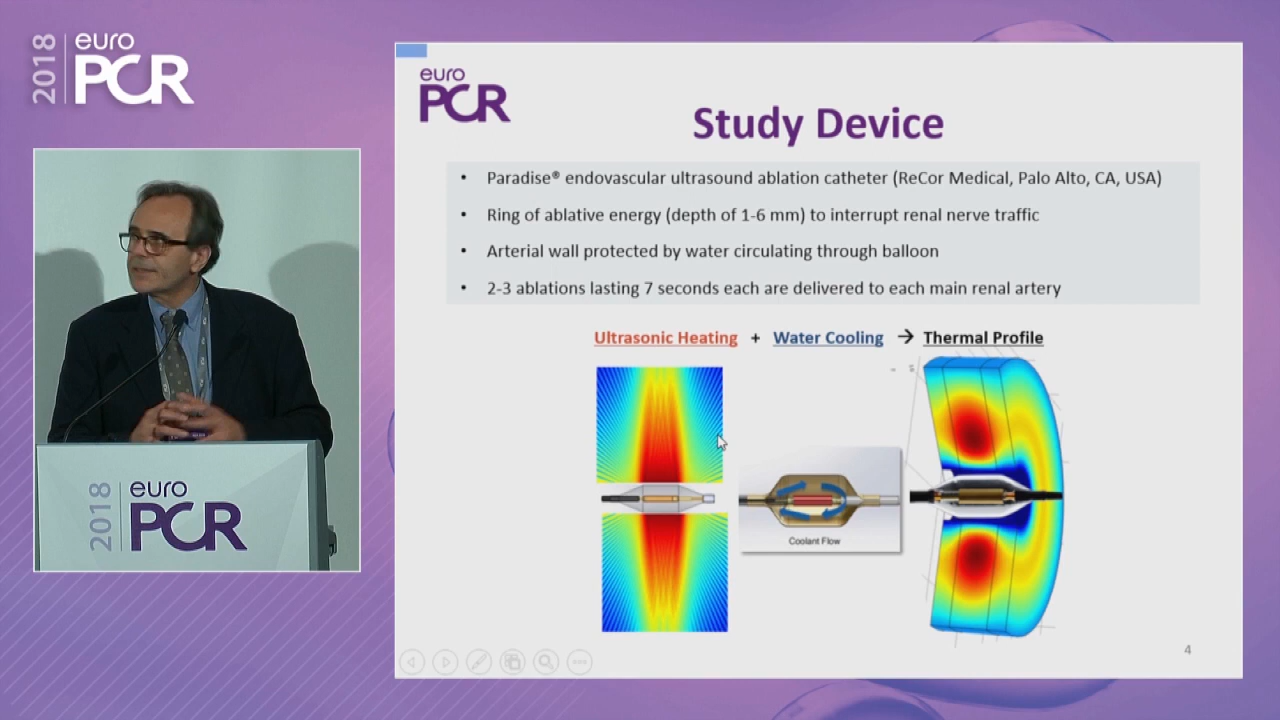 2018
euro
PCR
euro
PCR
Study Device
• Paradise® endovascular ultrasound ablation catheter (ReCor Medical, Palo Alto, CA, USA)
• Ring of ablative energy (depth of 1-6 mm) to interrupt renal nerve traffic
• Arterial wall protected by water circulating through balloon
• 2-3 ablations lasting 7 seconds each are delivered to each main renal artery
Ultrasonic Heating + Water Cooling → Thermal Profile
Coolant Flow
4
2018
euro
PCR